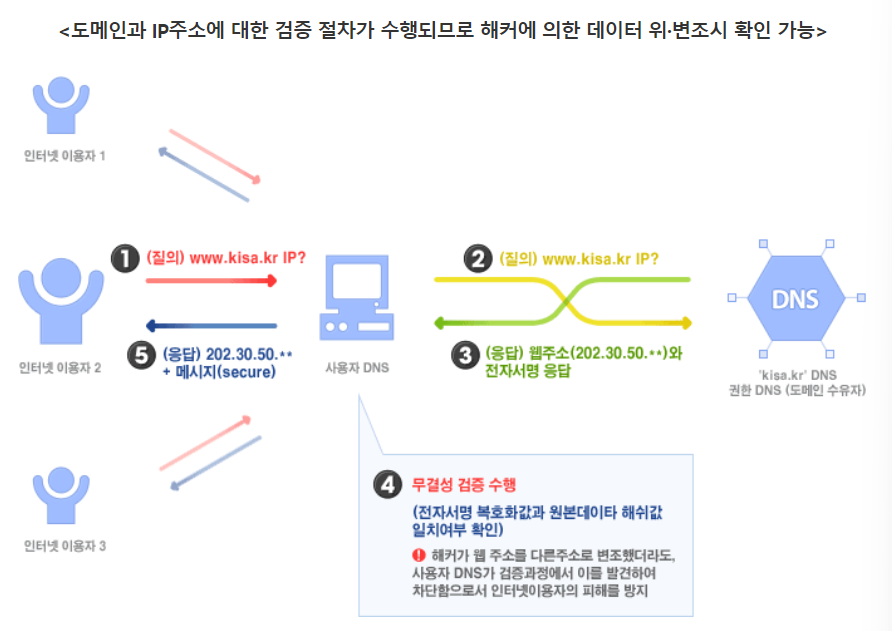 <도메인과 IP주소에 대한 검증 절차가 수행되므로 해커에 의한 데이터 위·변조시 확인 가능>
인터넷 이용자 1
1 (질의) www.kisa.kr IP?
2 (질의) www.kisa.kr IP?
DNS
인터넷 이용자 2
5 (응답) 202.30.50.**
+ 메시지(secure)
사용자 DNS
3 (응답) 웹주소(202.30.50.**)와
전자서명 응답
'kisa.kr' DNS
권한 DNS (도메인 수유자)
4 무결성 검증 수행
(전자서명 복호화값과 원본데이타 해쉬값
일치여부 확인)
! 해커가 웹 주소를 다른주소로 변조했더라도,
사용자 DNS가 검증과정에서 이를 발견하여
차단함으로서 인터넷이용자의 피해를 방지
인터넷 이용자 3